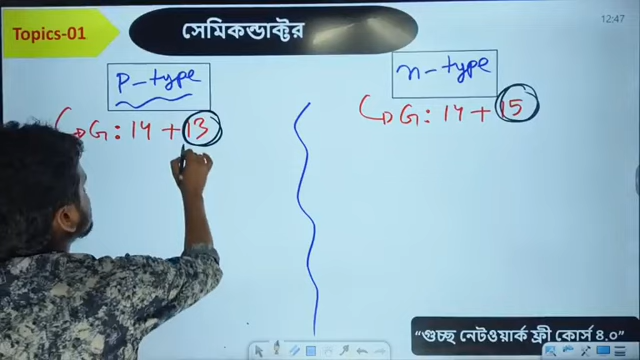 Topics-01
সেমিকন্ডাক্টর
12:47
P-type
n-type
G: 14 + 13
G: 14 + 15
"গুচ্ছ নেটওয়ার্ক ফ্রী কোর্স ৪.০"